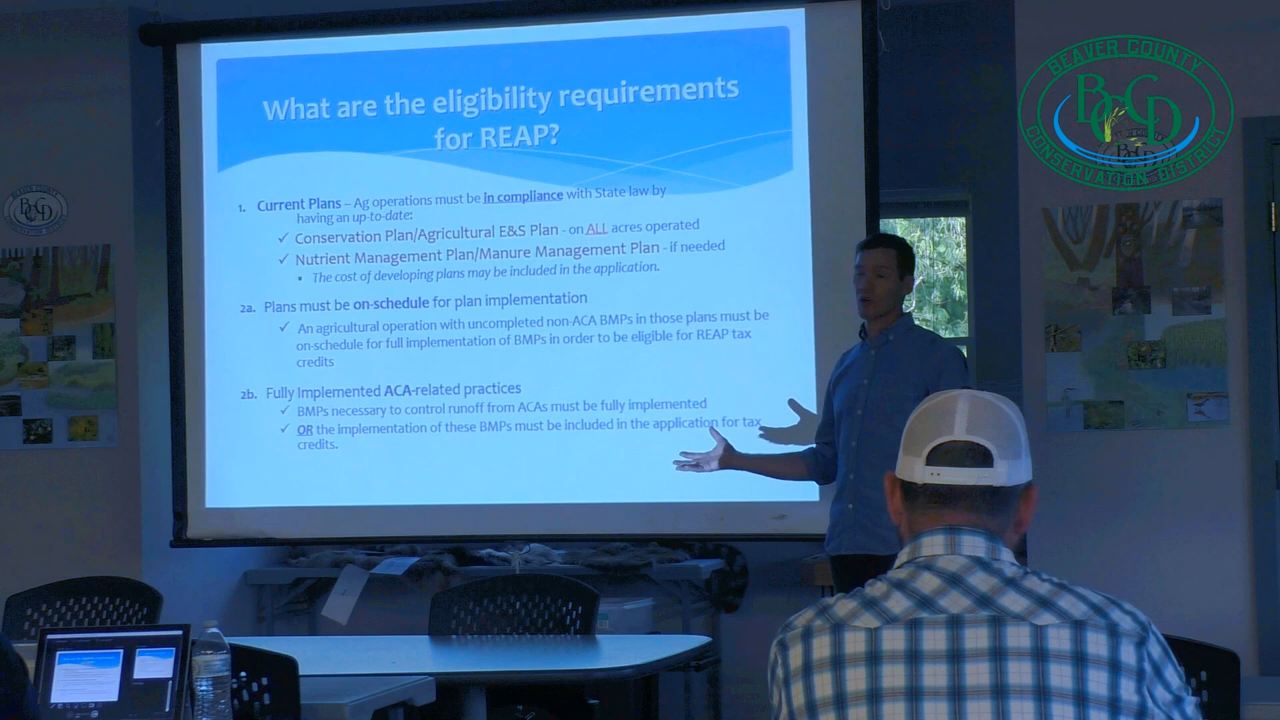 What are the eligibility requirements
for REAP?
1. Current Plans – Ag operations must be in compliance with State law by
having an up-to-date:
✓ Conservation Plan/Agricultural E&S Plan - on ALL acres operated
✓ Nutrient Management Plan/Manure Management Plan - if needed
▪ The cost of developing plans may be included in the application.
2a. Plans must be on-schedule for plan implementation
✓ An agricultural operation with uncompleted non-ACA BMPs in those plans must be
on-schedule for full implementation of BMPs in order to be eligible for REAP tax
credits
2b. Fully Implemented ACA-related practices
✓ BMPs necessary to control runoff from ACAs must be fully implemented
✓ OR the implementation of these BMPs must be included in the application for tax
credits.
BEAVER COUNTY
BCCD
CONSERVATION DISTRICT
BEAVER COUNTY
BCCD